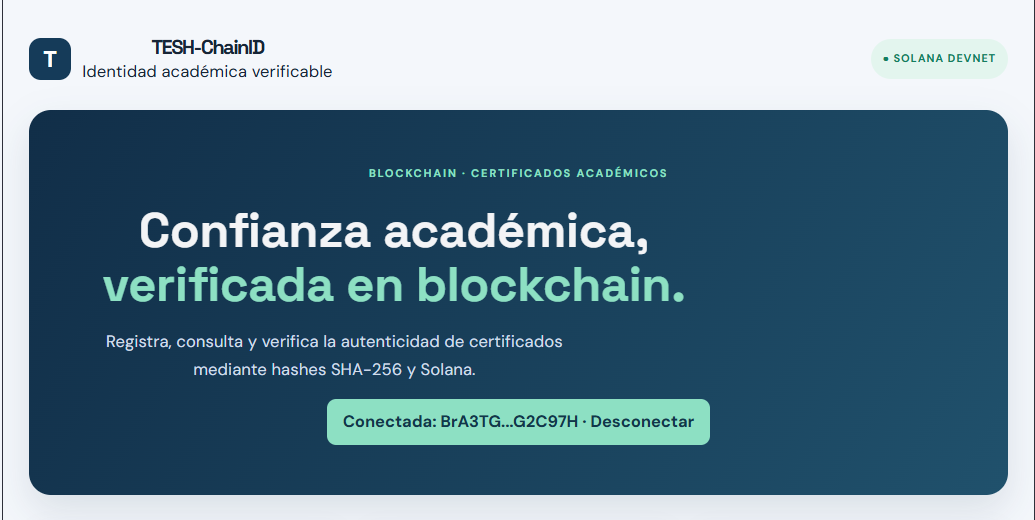 T
TESH-ChainID
Identidad académica verificable
• SOLANA DEVNET
BLOCKCHAIN · CERTIFICADOS ACADÉMICOS
Confianza académica,
verificada en blockchain.
Registra, consulta y verifica la autenticidad de certificados
mediante hashes SHA-256 y Solana.
Conectada: BrA3TG...G2C97H · Desconectar